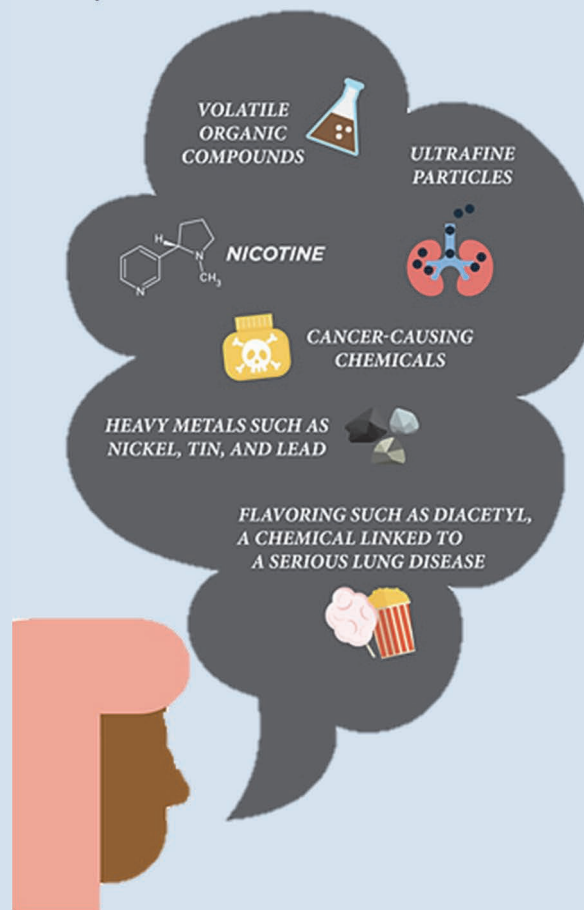 VOLATILE
ORGANIC
COMPOUNDS
ULTRAFINE
PARTICLES
H
N
CH3
N
NICOTINE
CANCER-CAUSING
CHEMICALS
HEAVY METALS SUCH AS
NICKEL, TIN, AND LEAD
FLAVORING SUCH AS DIACETYL,
A CHEMICAL LINKED TO
A SERIOUS LUNG DISEASE